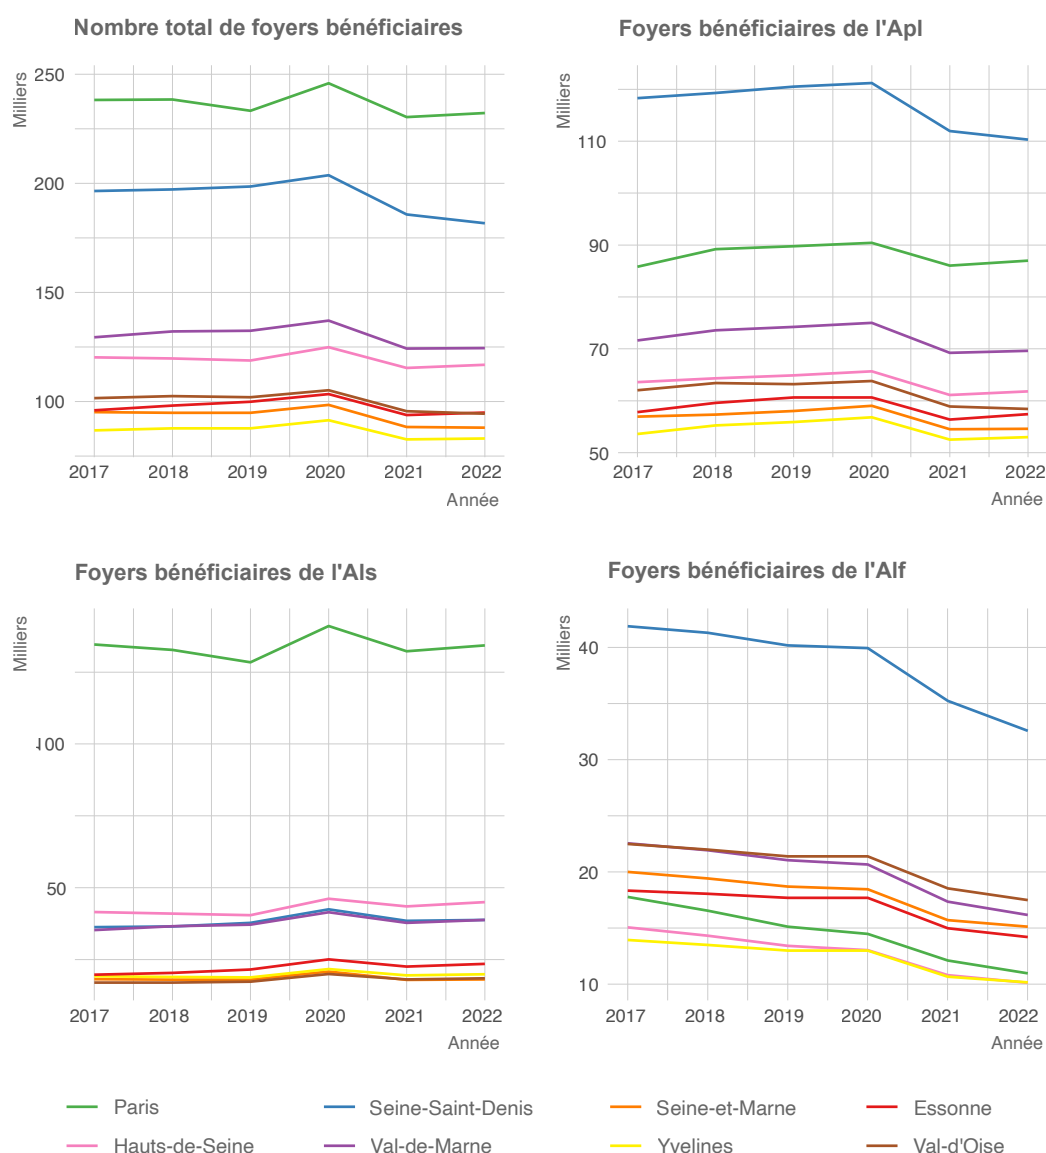 Nombre total de foyers bénéficiaires
Milliers
250
200
150
100
2017 2018 2019 2020 2021 2022
Année
Foyers bénéficiaires de l'Apl
Milliers
110
90
70
50
2017 2018 2019 2020 2021 2022
Année
Foyers bénéficiaires de l'Als
Milliers
100
50
2017 2018 2019 2020 2021 2022
Année
Foyers bénéficiaires de l'Alf
Milliers
40
30
20
10
2017 2018 2019 2020 2021 2022
Année
Paris Seine-Saint-Denis Seine-et-Marne Essonne
Hauts-de-Seine Val-de-Marne Yvelines Val-d'Oise